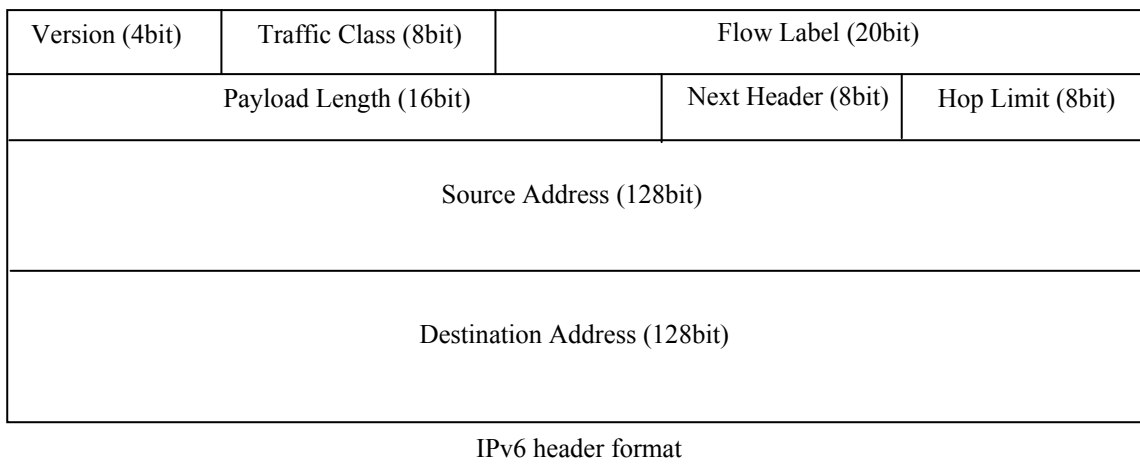 Version (4bit) Traffic Class (8bit) Flow Label (20bit)
Payload Length (16bit) Next Header (8bit) Hop Limit (8bit)
Source Address (128bit)
Destination Address (128bit)
IPv6 header format